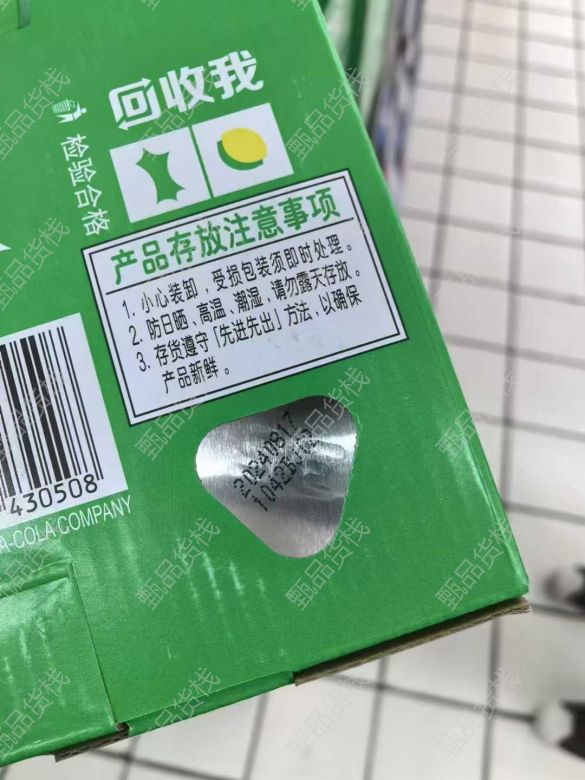 回收我
检验合格
产品存放注意事项
1. 小心装卸，受损包装须即时处理。
2. 防日晒、高温、潮湿，请勿露天存放。
3. 存货遵守「先进先出」方法，以确保
产品新鲜。
20240817
430508
A-COLA COMPANY
甄品货栈